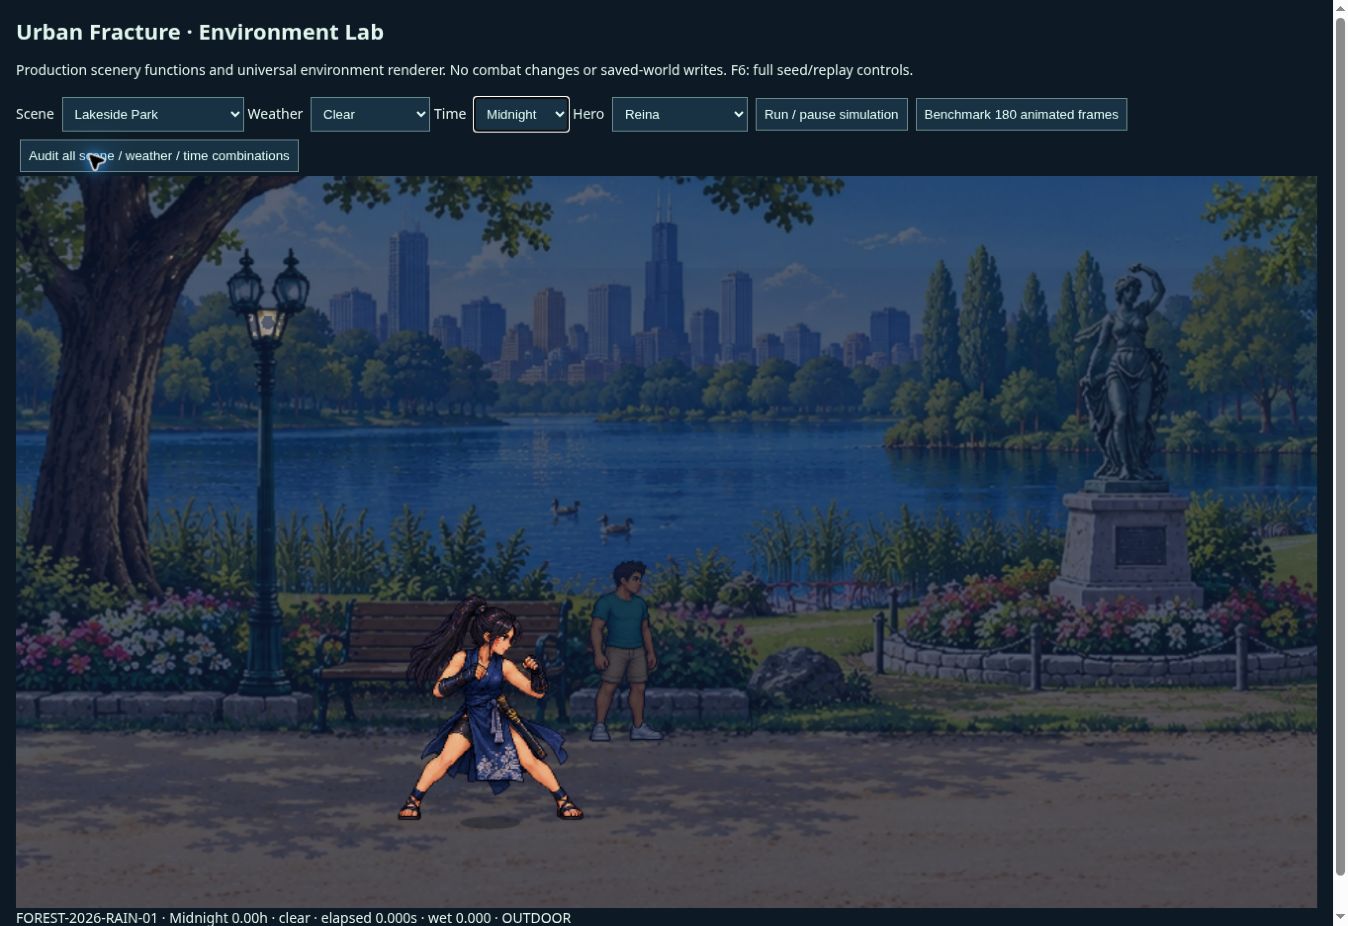 Urban Fracture · Environment Lab
Production scenery functions and universal environment renderer. No combat changes or saved-world writes. F6: full seed/replay controls.
Scene Lakeside Park Weather Clear Time Midnight Hero Reina Run / pause simulation Benchmark 180 animated frames
Audit all scene / weather / time combinations
FOREST-2026-RAIN-01 · Midnight 0.00h · clear · elapsed 0.000s · wet 0.000 · OUTDOOR